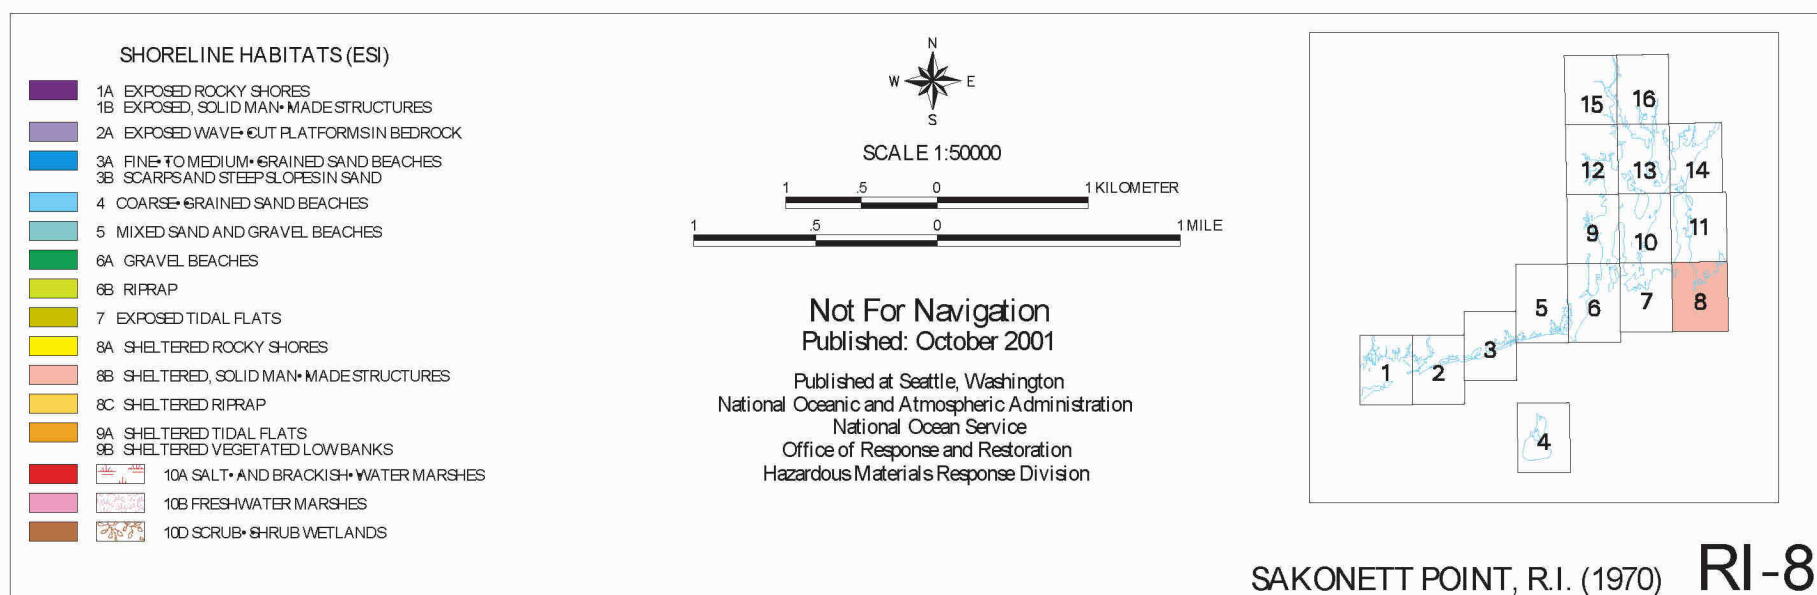 SHORELINE HABITATS (ESI)
1A EXPOSED ROCKY SHORES
1B EXPOSED, SOLID MAN•MADE STRUCTURES
2A EXPOSED WAVE•CUT PLATFORMS IN BEDROCK
3A FINE•TO MEDIUM•GRAINED SAND BEACHES
3B SCARPS AND STEEP SLOPES IN SAND
4 COARSE•GRAINED SAND BEACHES
5 MIXED SAND AND GRAVEL BEACHES
6A GRAVEL BEACHES
6B RIPRAP
7 EXPOSED TIDAL FLATS
8A SHELTERED ROCKY SHORES
8B SHELTERED, SOLID MAN•MADE STRUCTURES
8C SHELTERED RIPRAP
9A SHELTERED TIDAL FLATS
9B SHELTERED VEGETATED LOW BANKS
10A SALT•AND BRACKISH•WATER MARSHES
10B FRESHWATER MARSHES
10D SCRUB•SHRUB WETLANDS
N
W E
S
SCALE 1:50000
1 .5 0 1 KILOMETER
1 .5 0 1 MILE
Not For Navigation
Published: October 2001
Published at Seattle, Washington
National Oceanic and Atmospheric Administration
National Ocean Service
Office of Response and Restoration
Hazardous Materials Response Division
15 16
12 13 14
9 10 11
5 6 7 8
1 2 3
4
SAKONETT POINT, R.I. (1970) RI-8